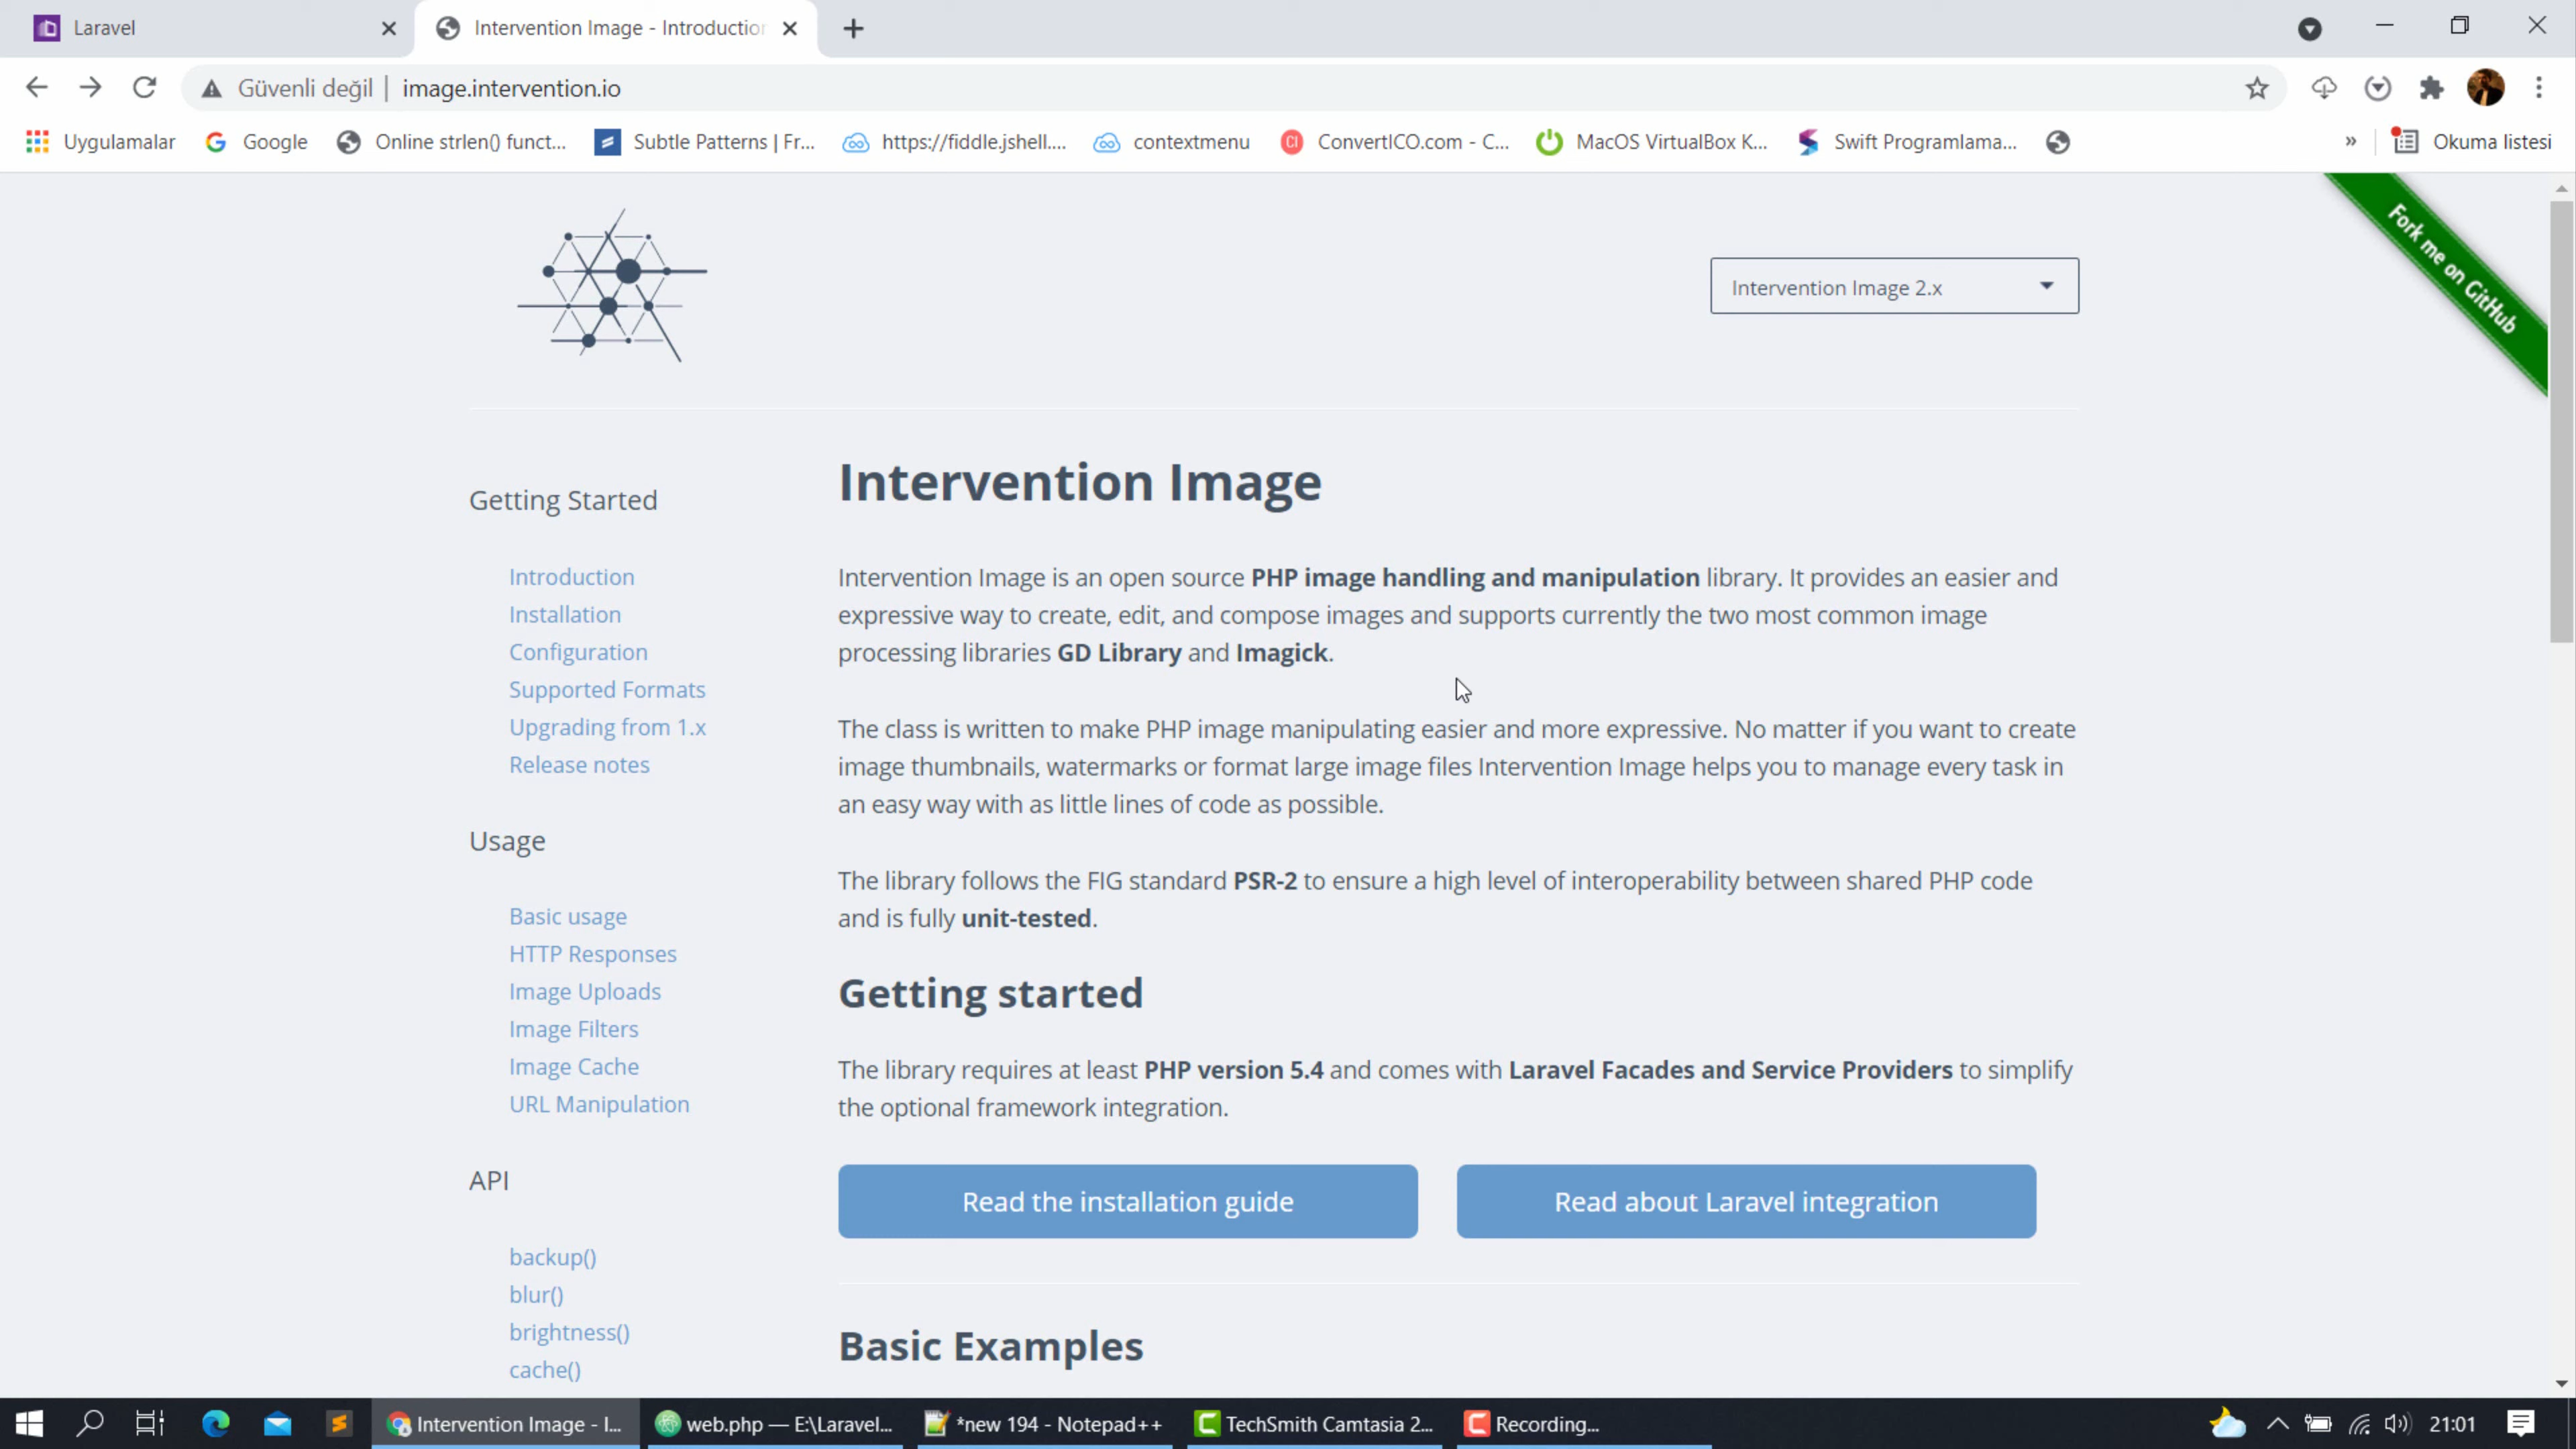 Laravel
Intervention Image - Introduction
Güvenli değil | image.intervention.io
Uygulamalar
Google
Online strlen() funct...
Subtle Patterns | Fr...
https://fiddle.jshell....
contextmenu
CI
ConvertICO.com - C...
MacOS VirtualBox K...
Swift Programlama...
»
Okuma listesi
Fork me on GitHub
Intervention Image 2.x
Intervention Image
Getting Started
Intervention Image is an open source PHP image handling and manipulation library. It provides an easier and
Introduction
expressive way to create, edit, and compose images and supports currently the two most common image
Installation
processing libraries GD Library and Imagick.
Configuration
Supported Formats
Upgrading from 1.x
The class is written to make PHP image manipulating easier and more expressive. No matter if you want to create
Release notes
image thumbnails, watermarks or format large image files Intervention Image helps you to manage every task in
an easy way with as little lines of code as possible.
Usage
The library follows the FIG standard PSR-2 to ensure a high level of interoperability between shared PHP code
and is fully unit-tested.
Basic usage
HTTP Responses
Image Uploads
Image Filters
Image Cache
URL Manipulation
Getting started
The library requires at least PHP version 5.4 and comes with Laravel Facades and Service Providers to simplify
the optional framework integration.
API
Read the installation guide
Read about Laravel integration
backup()
blur()
brightness()
cache()
Basic Examples
Intervention Image - I...
web.php — E:\Laravel...
*new 194 - Notepad++
TechSmith Camtasia 2...
Recording...
21:01